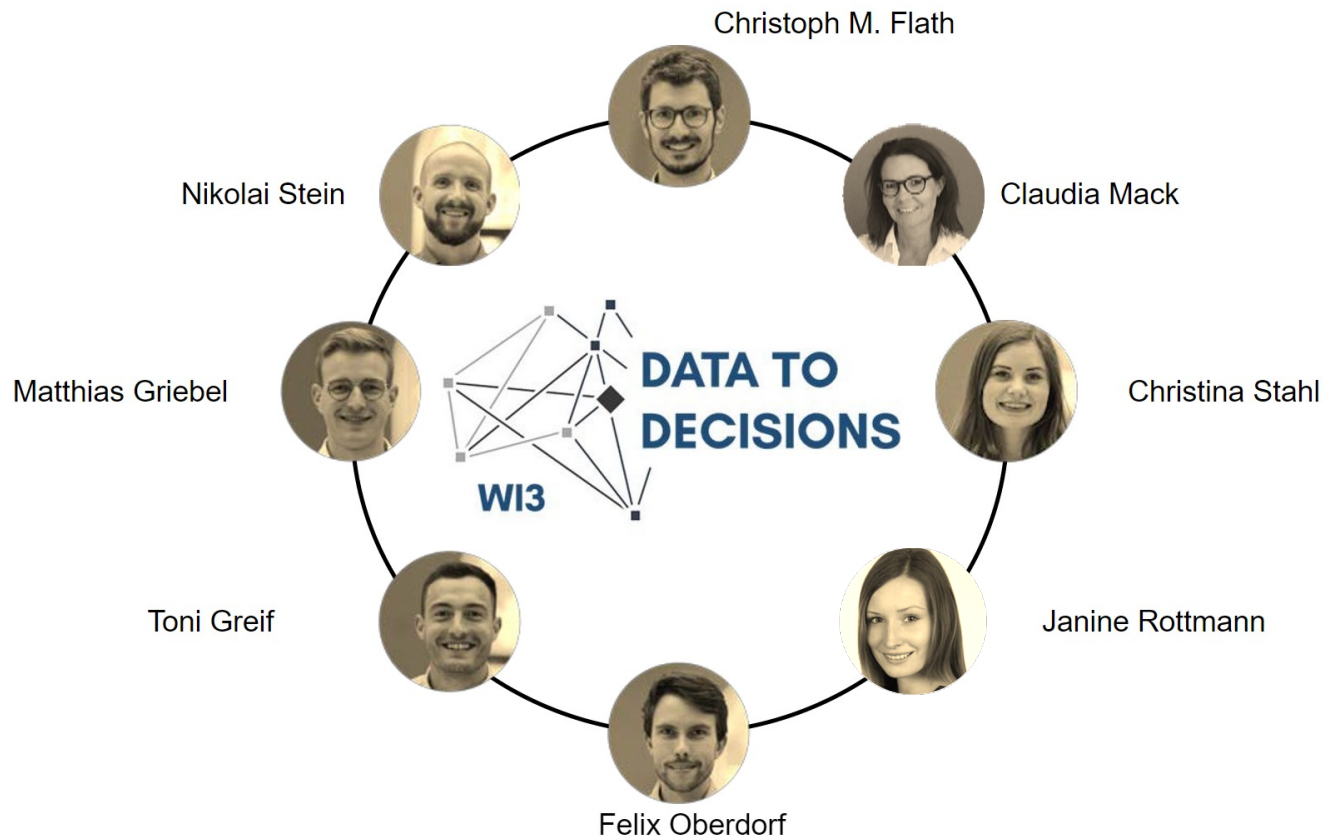 Christoph M. Flath
Nikolai Stein
Claudia Mack
DATA TO
DECISIONS
WI3
Matthias Griebel
Christina Stahl
Toni Greif
Janine Rottmann
Felix Oberdorf